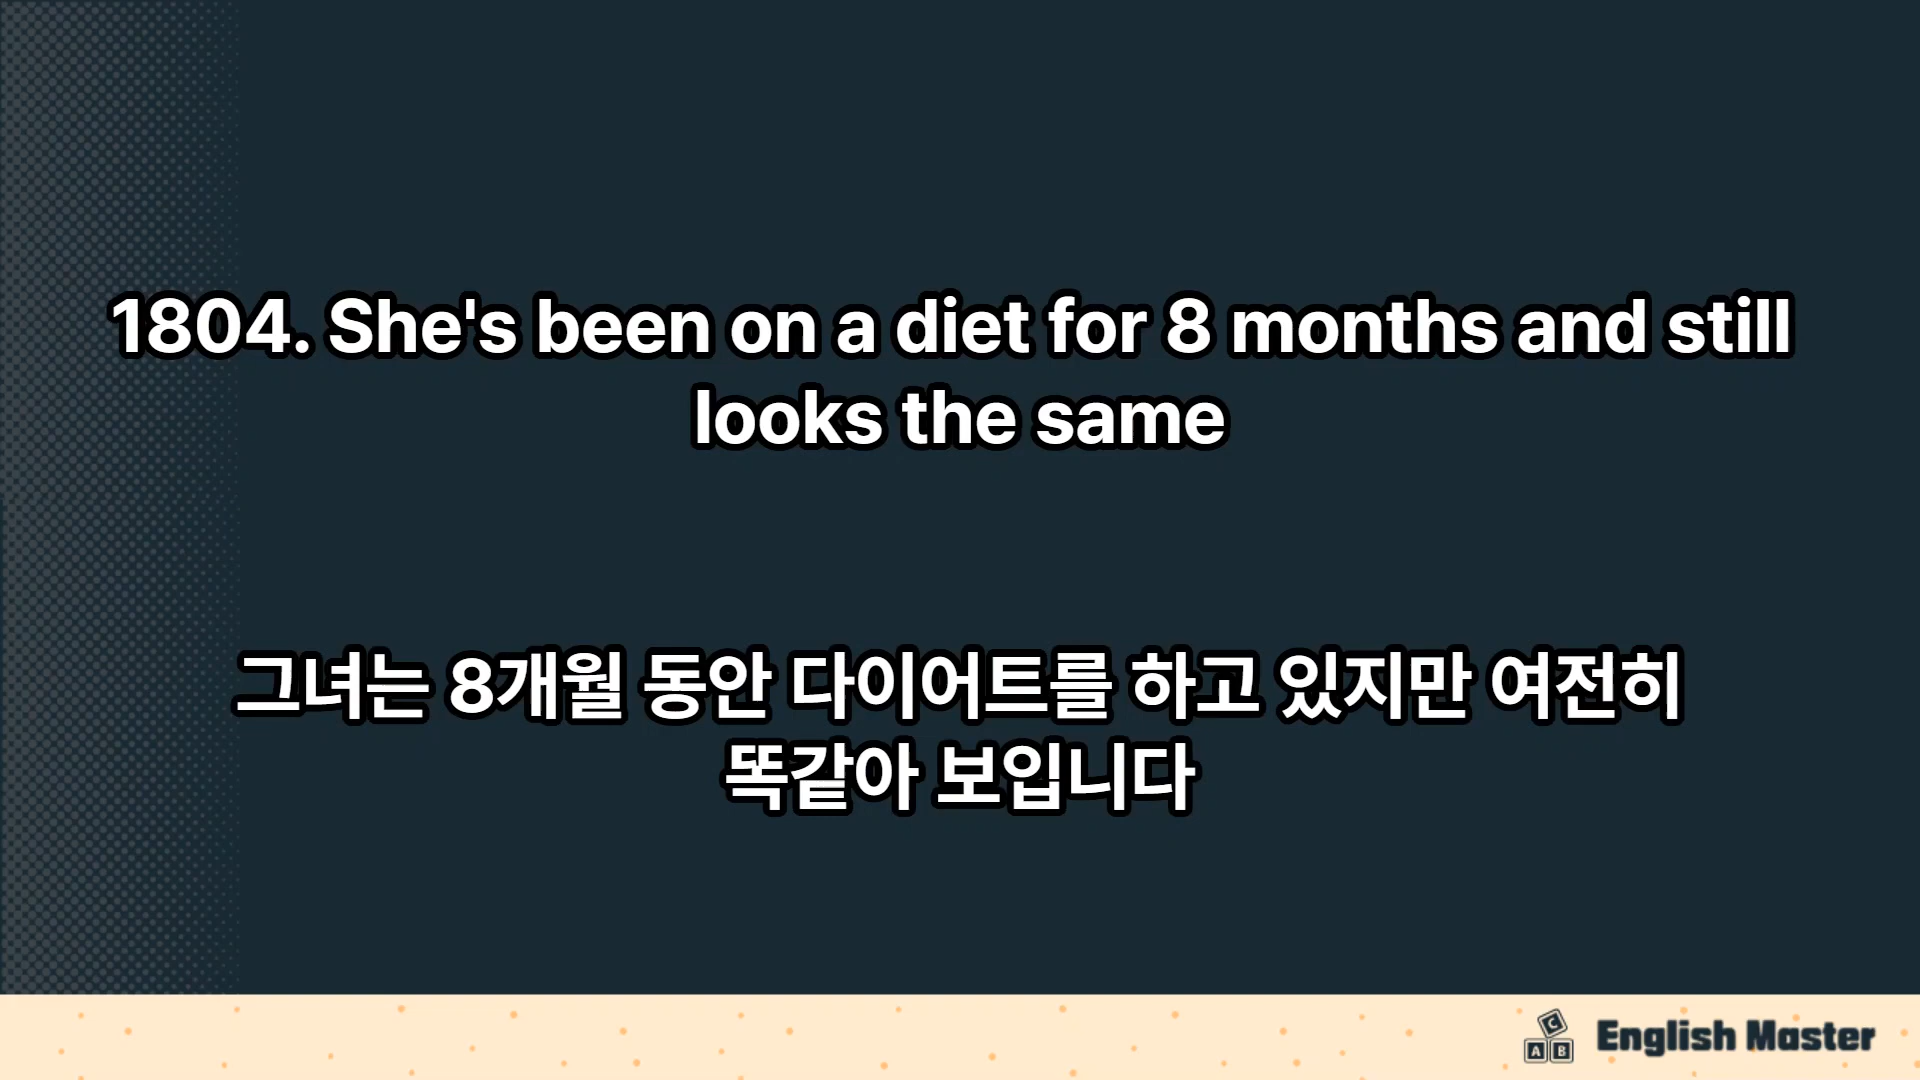 1804. She's been on a diet for 8 months and still
looks the same
그녀는 8개월 동안 다이어트를 하고 있지만 여전히
똑같아 보입니다
C
A B
English Master